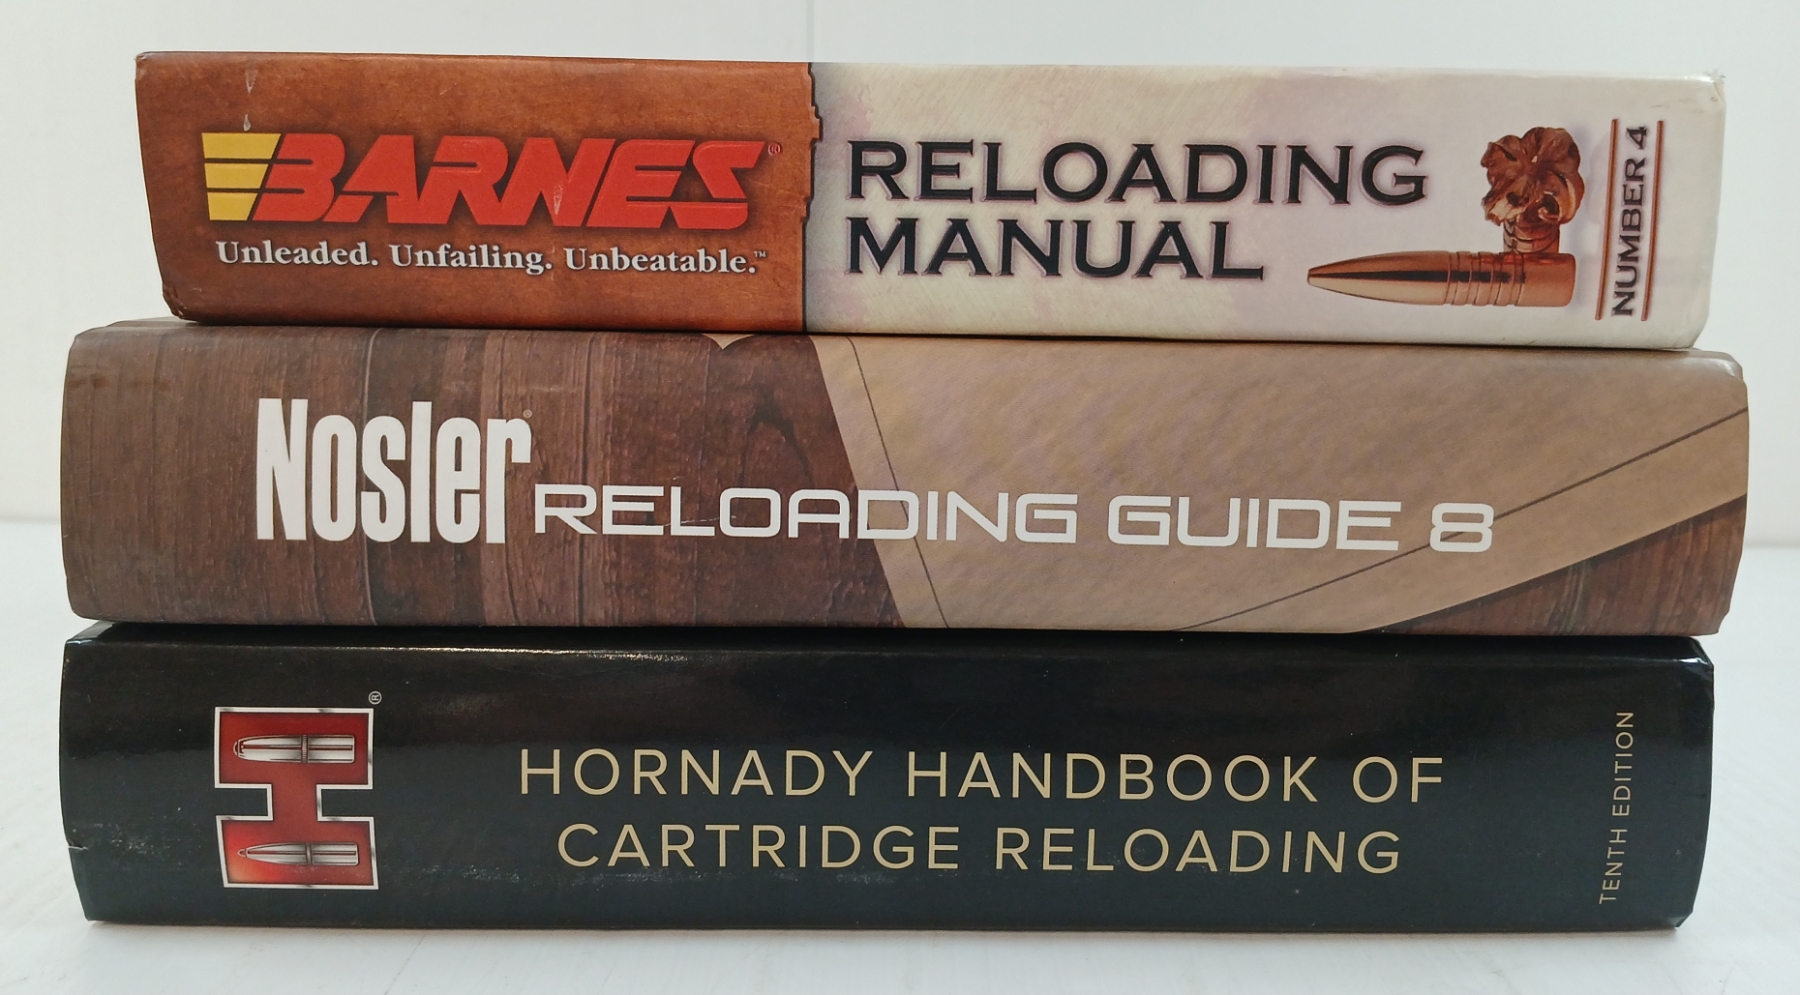 BARNES®
Unleaded. Unfailing. Unbeatable.™
RELOADING
MANUAL
NUMBER 4
Nosler® RELOADING GUIDE 8
H®
HORNADY HANDBOOK OF
CARTRIDGE RELOADING
TENTH EDITION